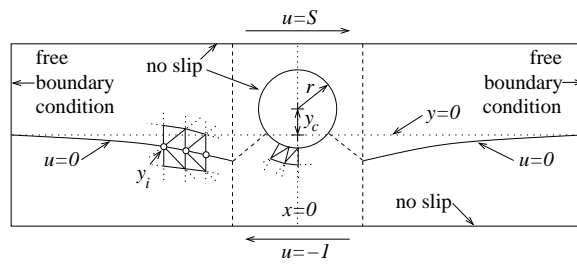 u=S
free
boundary
condition
no slip
r
y_c
free
boundary
condition
y=0
u=0
y_i
u=0
x=0
no slip
u=-1